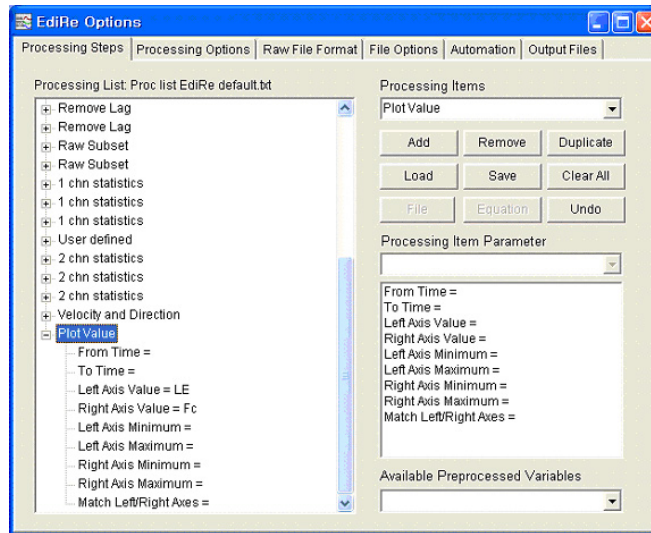 EdiRe Options
Processing Steps
Processing Options
Raw File Format
File Options
Automation
Output Files
Processing List: Proc list EdiRe default.txt
Remove Lag
Remove Lag
Raw Subset
Raw Subset
1 chn statistics
1 chn statistics
1 chn statistics
User defined
2 chn statistics
2 chn statistics
2 chn statistics
Velocity and Direction
Plot Value
From Time =
To Time =
Left Axis Value = LE
Right Axis Value = Fc
Left Axis Minimum =
Left Axis Maximum =
Right Axis Minimum =
Right Axis Maximum =
Match Left/Right Axes =
Processing Items
Plot Value
Add
Remove
Duplicate
Load
Save
Clear All
File
Equation
Undo
Processing Item Parameter
From Time =
To Time =
Left Axis Value =
Right Axis Value =
Left Axis Minimum =
Left Axis Maximum =
Right Axis Minimum =
Right Axis Maximum =
Match Left/Right Axes =
Available Preprocessed Variables